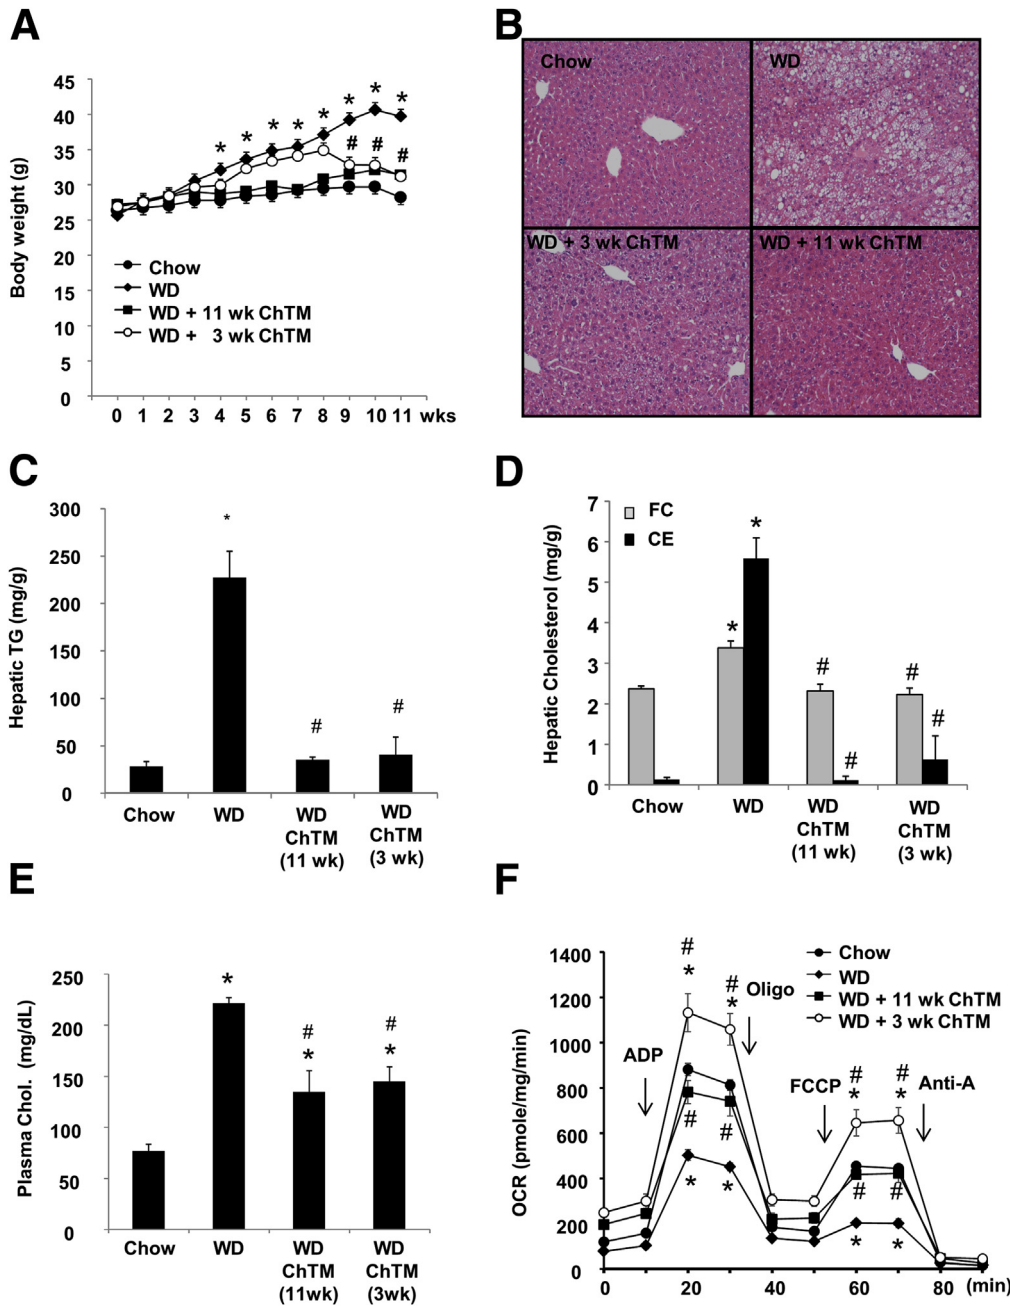 A
Body weight (g)
45
40
35
30
25
20
15
10
5
0
* * * * * * * *
# # #
Chow
WD
WD + 11 wk ChTM
WD + 3 wk ChTM
0 1 2 3 4 5 6 7 8 9 10 11 wks
B
Chow
WD
WD + 3 wk ChTM
WD + 11 wk ChTM
C
Hepatic TG (mg/g)
300
250
200
150
100
50
0
*
#
#
Chow WD WD WD
ChTM ChTM
(11 wk) (3 wk)
D
Hepatic Cholesterol (mg/g)
7
6
5
4
3
2
1
0
FC
CE
*
*
#
#
#
#
Chow WD WD WD
ChTM ChTM
(11 wk) (3 wk)
E
Plasma Chol. (mg/dL)
250
200
150
100
50
0
*
# #
* *
Chow WD WD WD
ChTM ChTM
(11wk) (3wk)
F
OCR (pmole/mg/min)
1400
1200
1000
800
600
400
200
0
Chow
WD
WD + 11 wk ChTM
WD + 3 wk ChTM
#
* #
*
Oligo
ADP
# #
* *
FCCP
# #
* *
Anti-A
# #
* *
0 20 40 60 80 (min)